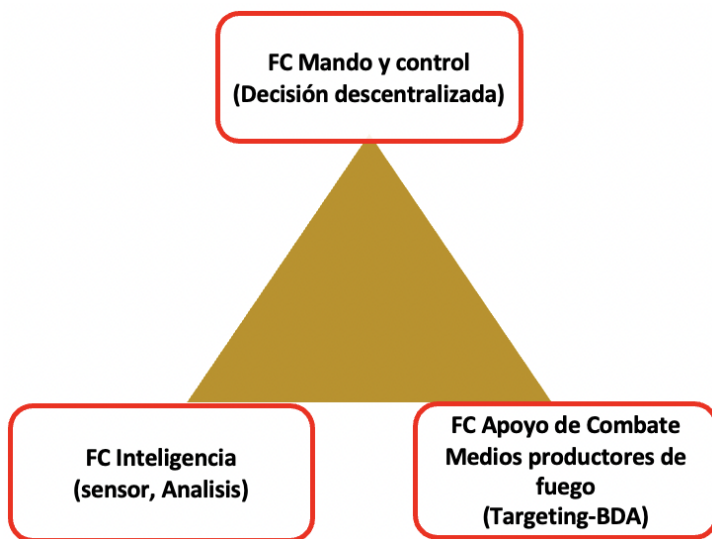 FC Mando y control
(Decisión descentralizada)
FC Inteligencia
(sensor, Analisis)
FC Apoyo de Combate
Medios productores de
fuego
(Targeting-BDA)